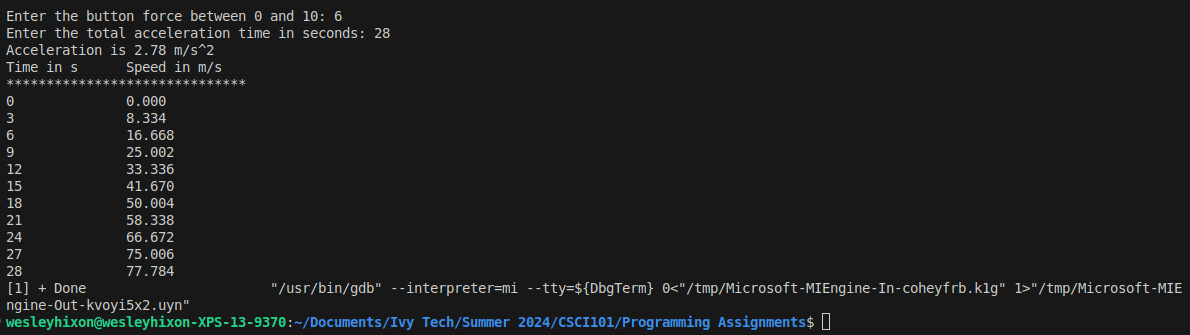 Enter the button force between 0 and 10: 6
Enter the total acceleration time in seconds: 28
Acceleration is 2.78 m/s^2
Time in s      Speed in m/s
******************************
0              0.000
3              8.334
6              16.668
9              25.002
12             33.336
15             41.670
18             50.004
21             58.338
24             66.672
27             75.006
28             77.784
[1] + Done                       "/usr/bin/gdb" --interpreter=mi --tty=${DbgTerm} 0<"/tmp/Microsoft-MIEngine-In-coheyfrb.k1g" 1>"/tmp/Microsoft-MIE
ngine-Out-kvoyi5x2.uyn"
wesleyhixon@wesleyhixon-XPS-13-9370:~/Documents/Ivy Tech/Summer 2024/CSCI101/Programming Assignments$